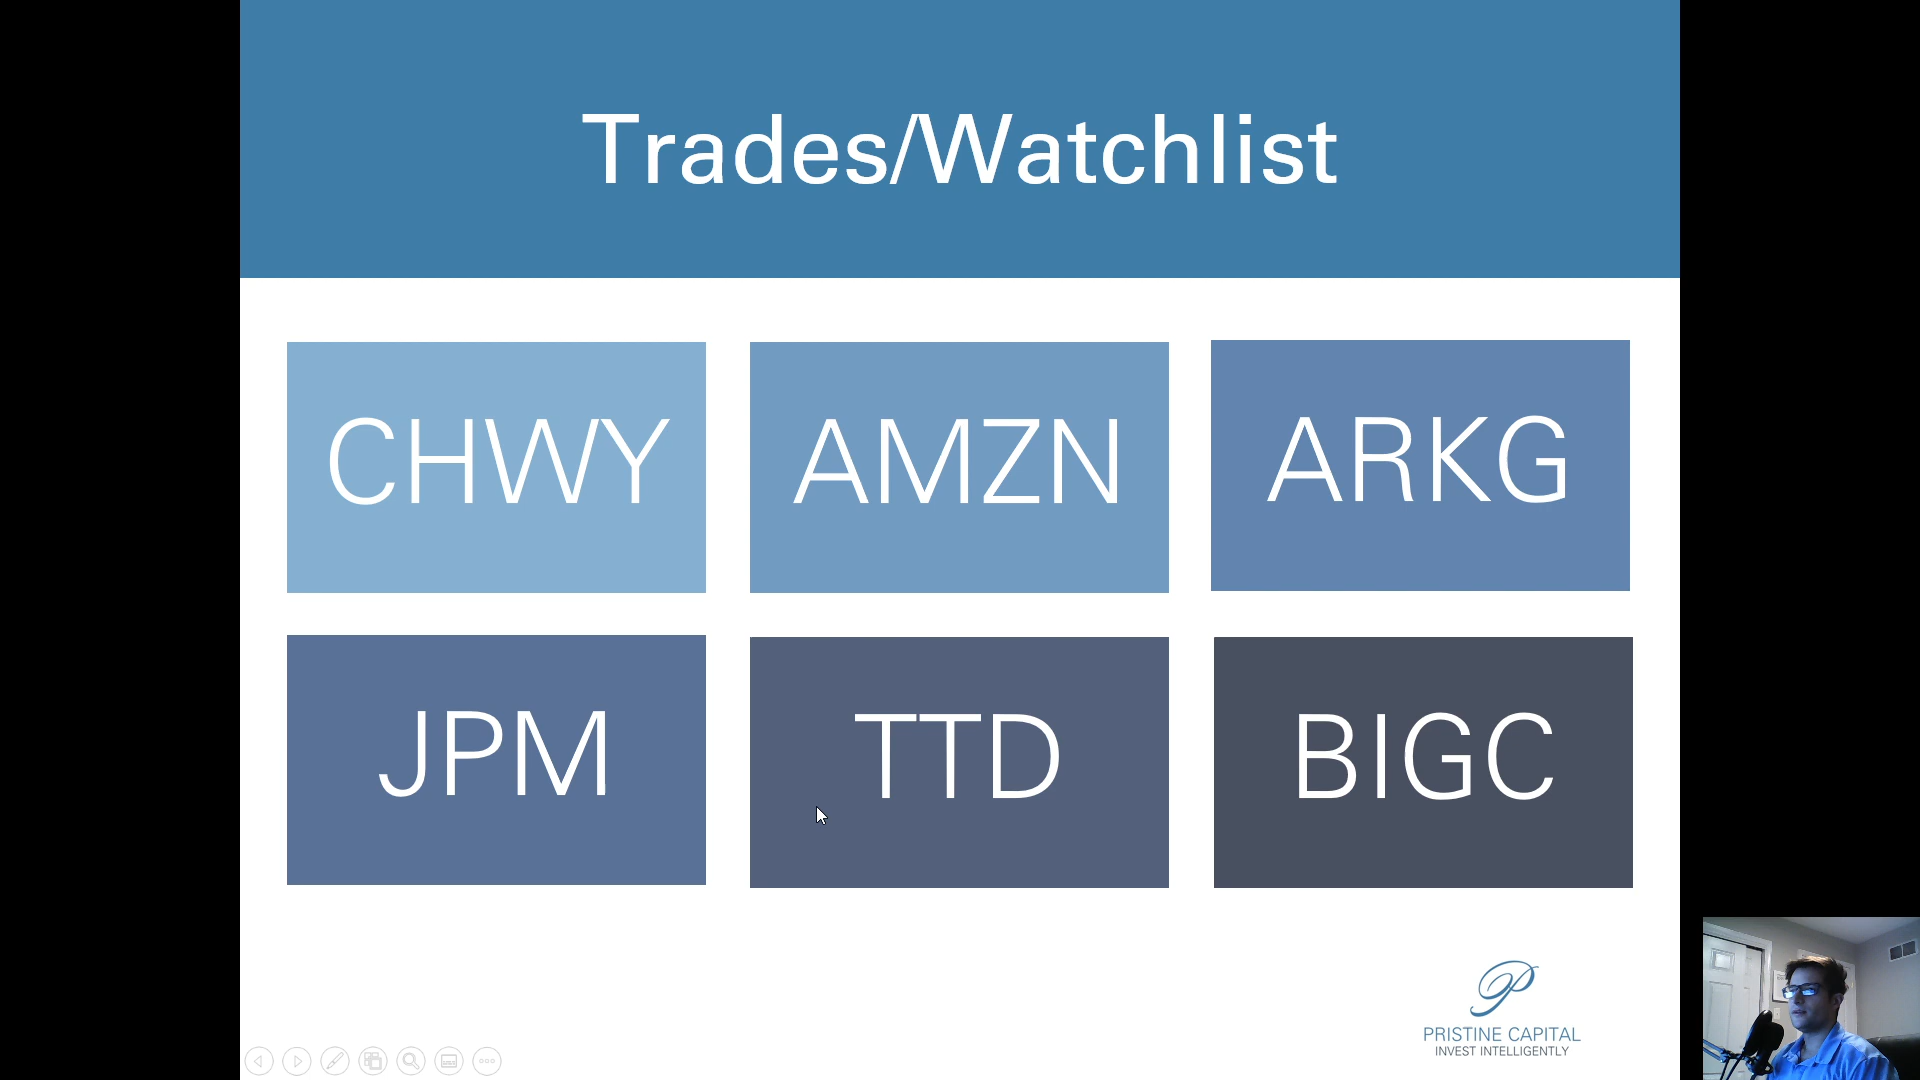 Trades/Watchlist
CHWY
AMZN
ARKG
JPM
TTD
BIGC
P
PRISTINE CAPITAL
INVEST INTELLIGENTLY